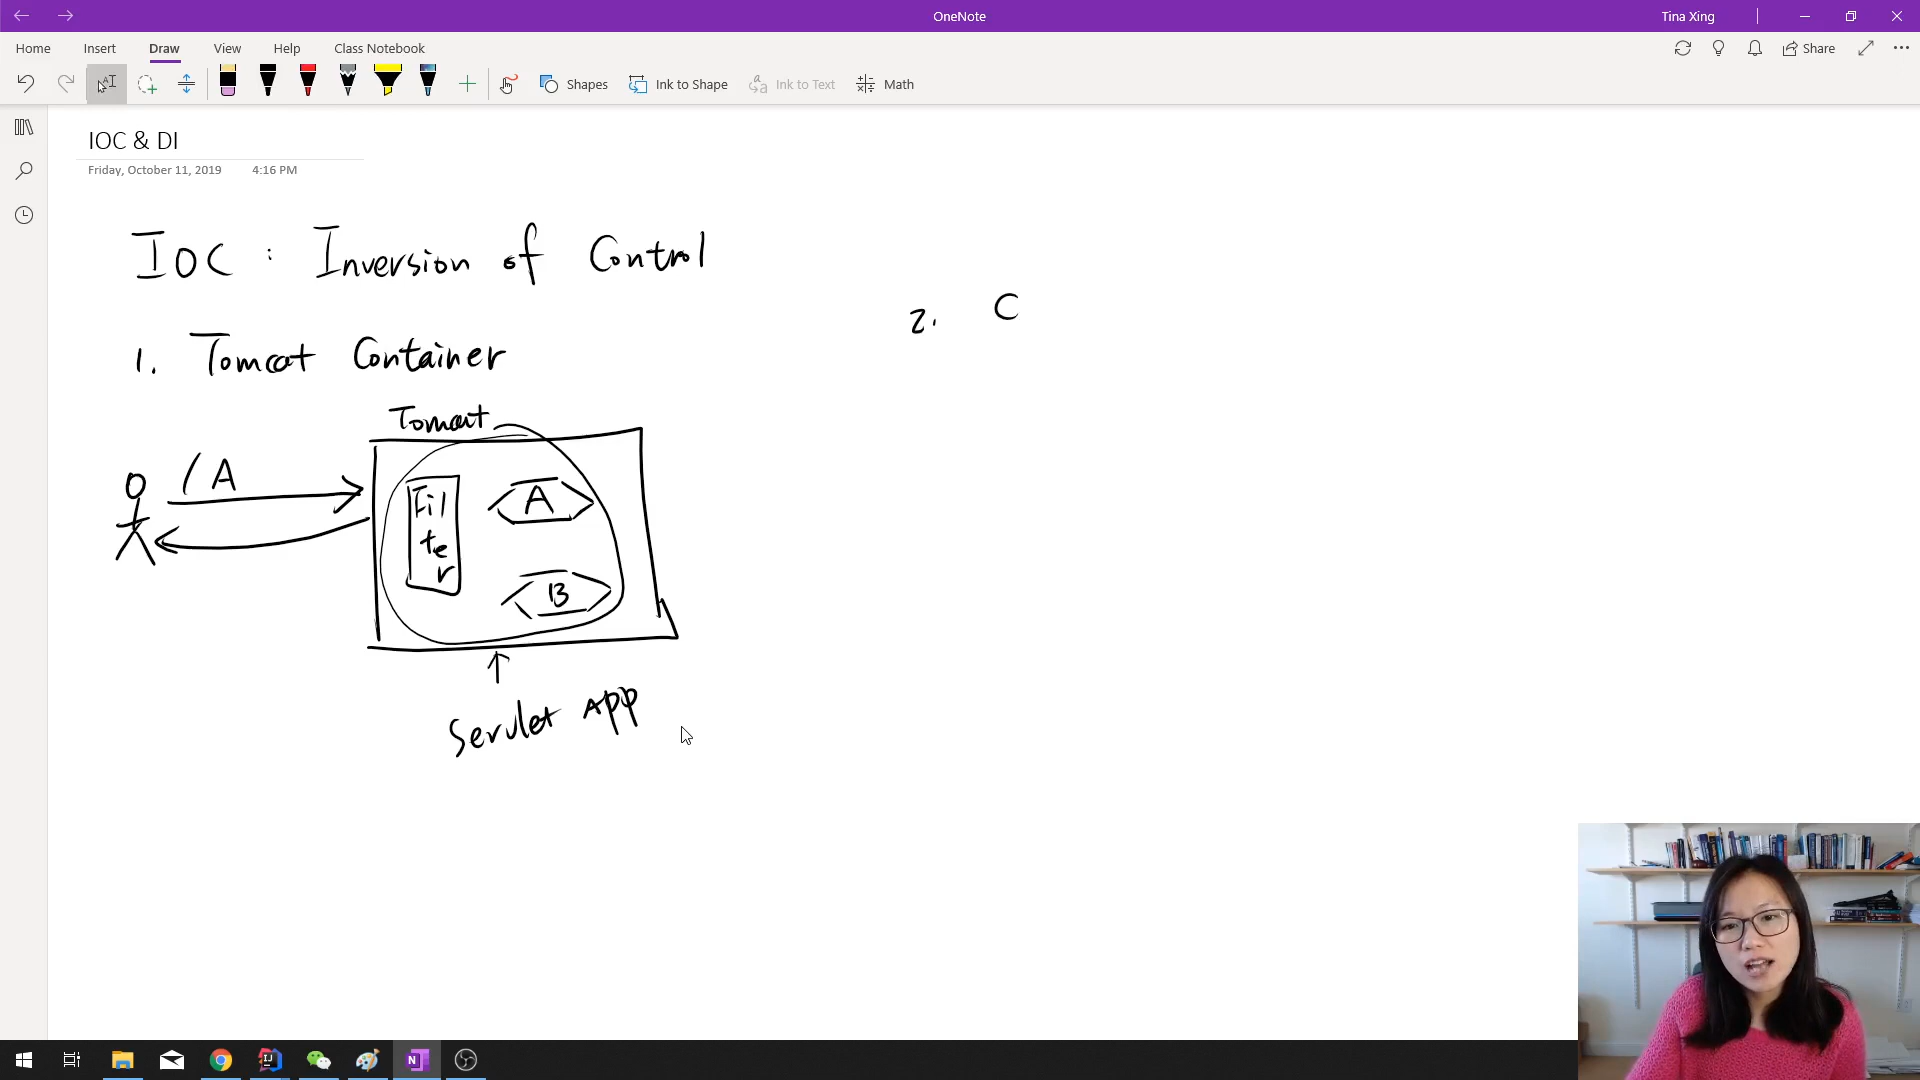 OneNote
Tina Xing
Home Insert Draw View Help Class Notebook
Share
Shapes Ink to Shape Ink to Text Math
IOC & DI
Friday, October 11, 2019 4:16 PM
IOC : Inversion of Control
2. C
1. Tomcat Container
Tomcat
/A
Fil
te
r
A
B
Servlet App